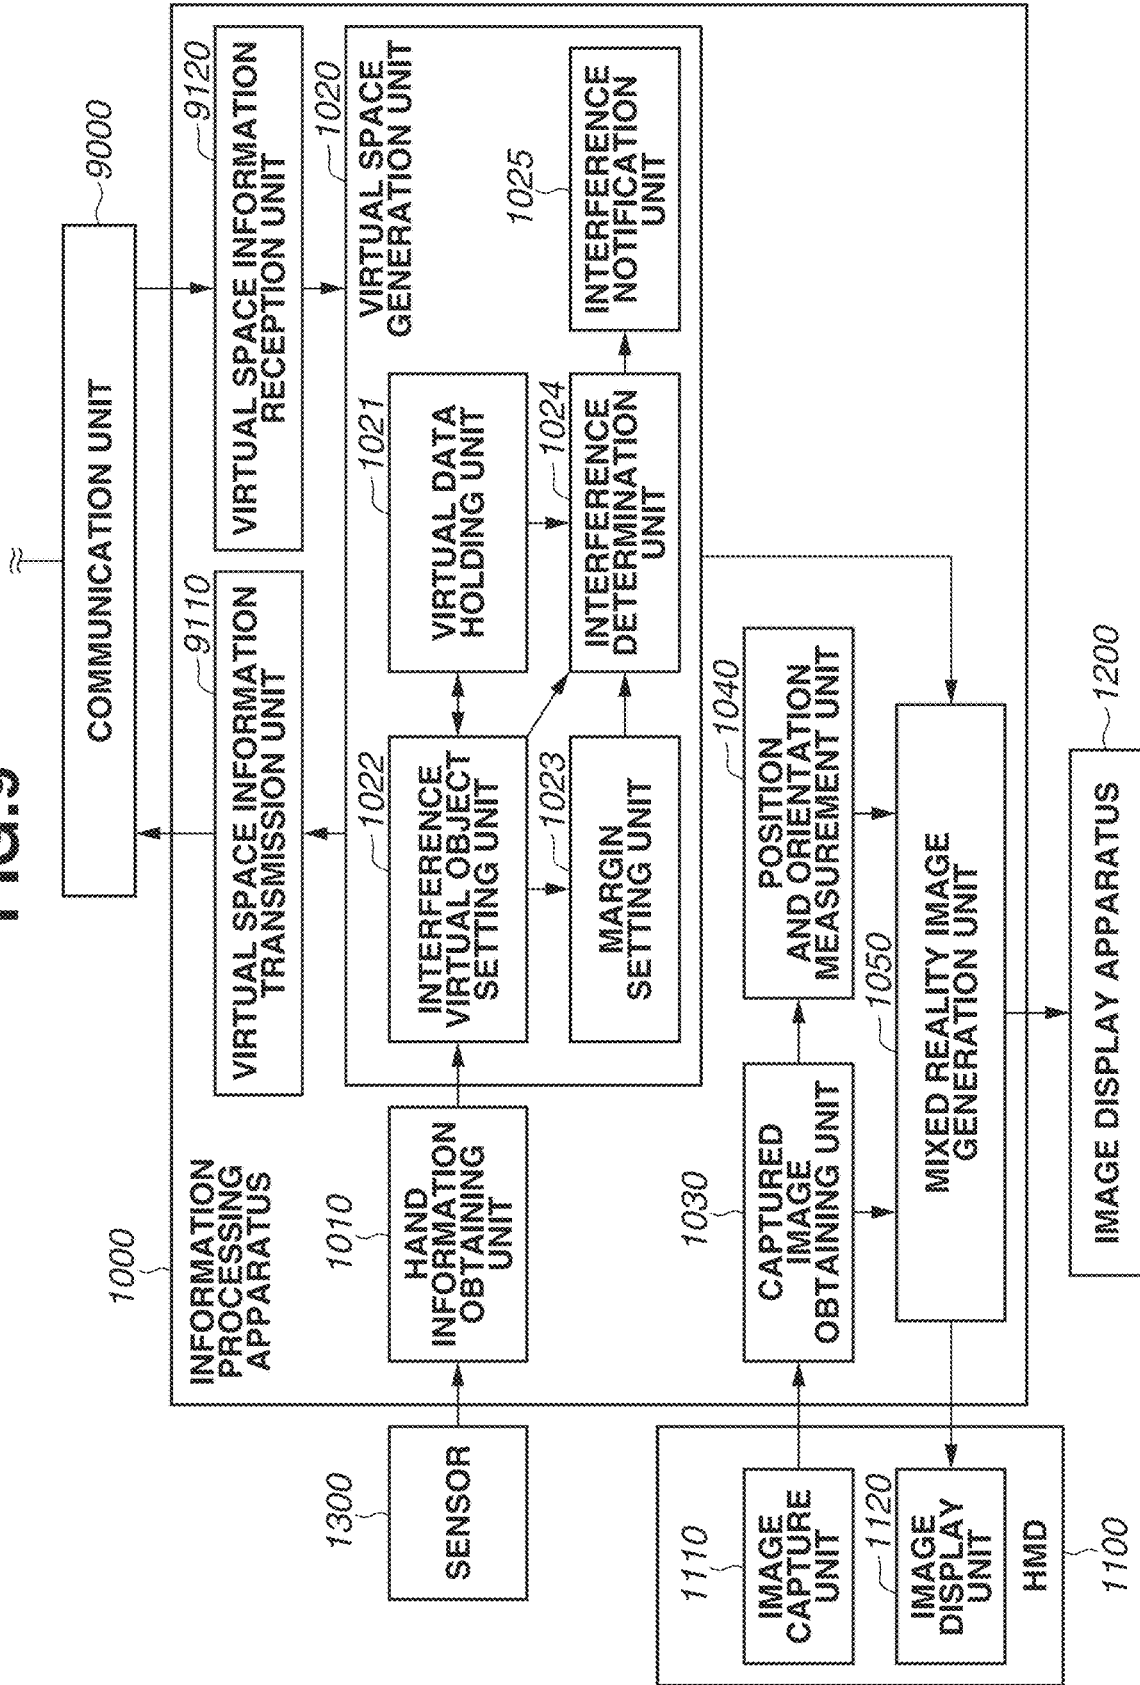 FIG.9
COMMUNICATION UNIT
9000
1000
INFORMATION
PROCESSING
APPARATUS
VIRTUAL SPACE INFORMATION
TRANSMISSION UNIT
9110
VIRTUAL SPACE INFORMATION
RECEPTION UNIT
9120
1020
VIRTUAL SPACE
GENERATION UNIT
1300
SENSOR
1010
HAND
INFORMATION
OBTAINING
UNIT
1022
INTERFERENCE
VIRTUAL OBJECT
SETTING UNIT
1021
VIRTUAL DATA
HOLDING UNIT
1023
MARGIN
SETTING UNIT
1024
INTERFERENCE
DETERMINATION
UNIT
1025
INTERFERENCE
NOTIFICATION
UNIT
1110
IMAGE
CAPTURE
UNIT
1030
CAPTURED
IMAGE
OBTAINING UNIT
1040
POSITION
AND ORIENTATION
MEASUREMENT UNIT
1120
IMAGE
DISPLAY
UNIT
HMD
1100
1050
MIXED REALITY IMAGE
GENERATION UNIT
IMAGE DISPLAY APPARATUS
1200